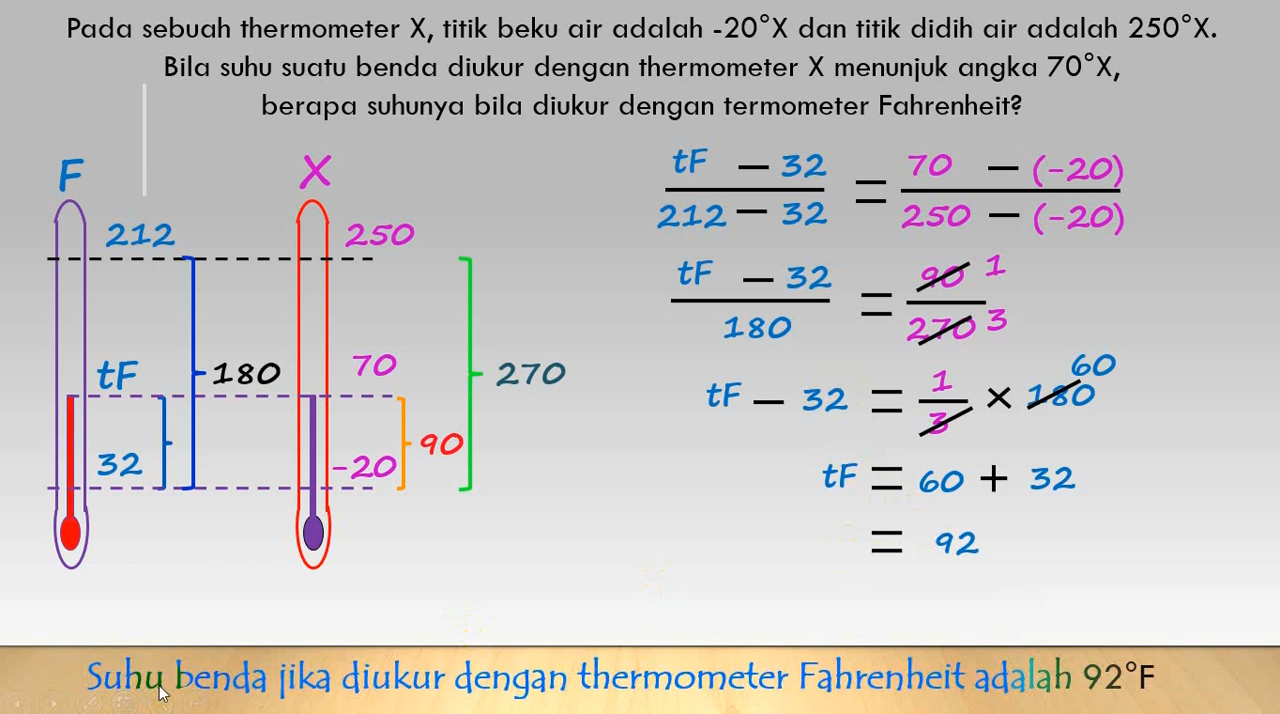 Pada sebuah thermometer X, titik beku air adalah -20°X dan titik didih air adalah 250°X.
Bila suhu suatu benda diukur dengan thermometer X menunjuk angka 70°X,
berapa suhunya bila diukur dengan termometer Fahrenheit?
F
X
212
250
tF
180
70
270
32
90
-20
tF − 32 = 70 − (-20)
212 − 32 250 − (-20)
tF − 32 = 90 1
180 270 3
tF − 32 = 1/3 × 180 60
tF = 60 + 32
= 92
Suhu benda jika diukur dengan thermometer Fahrenheit adalah 92°F